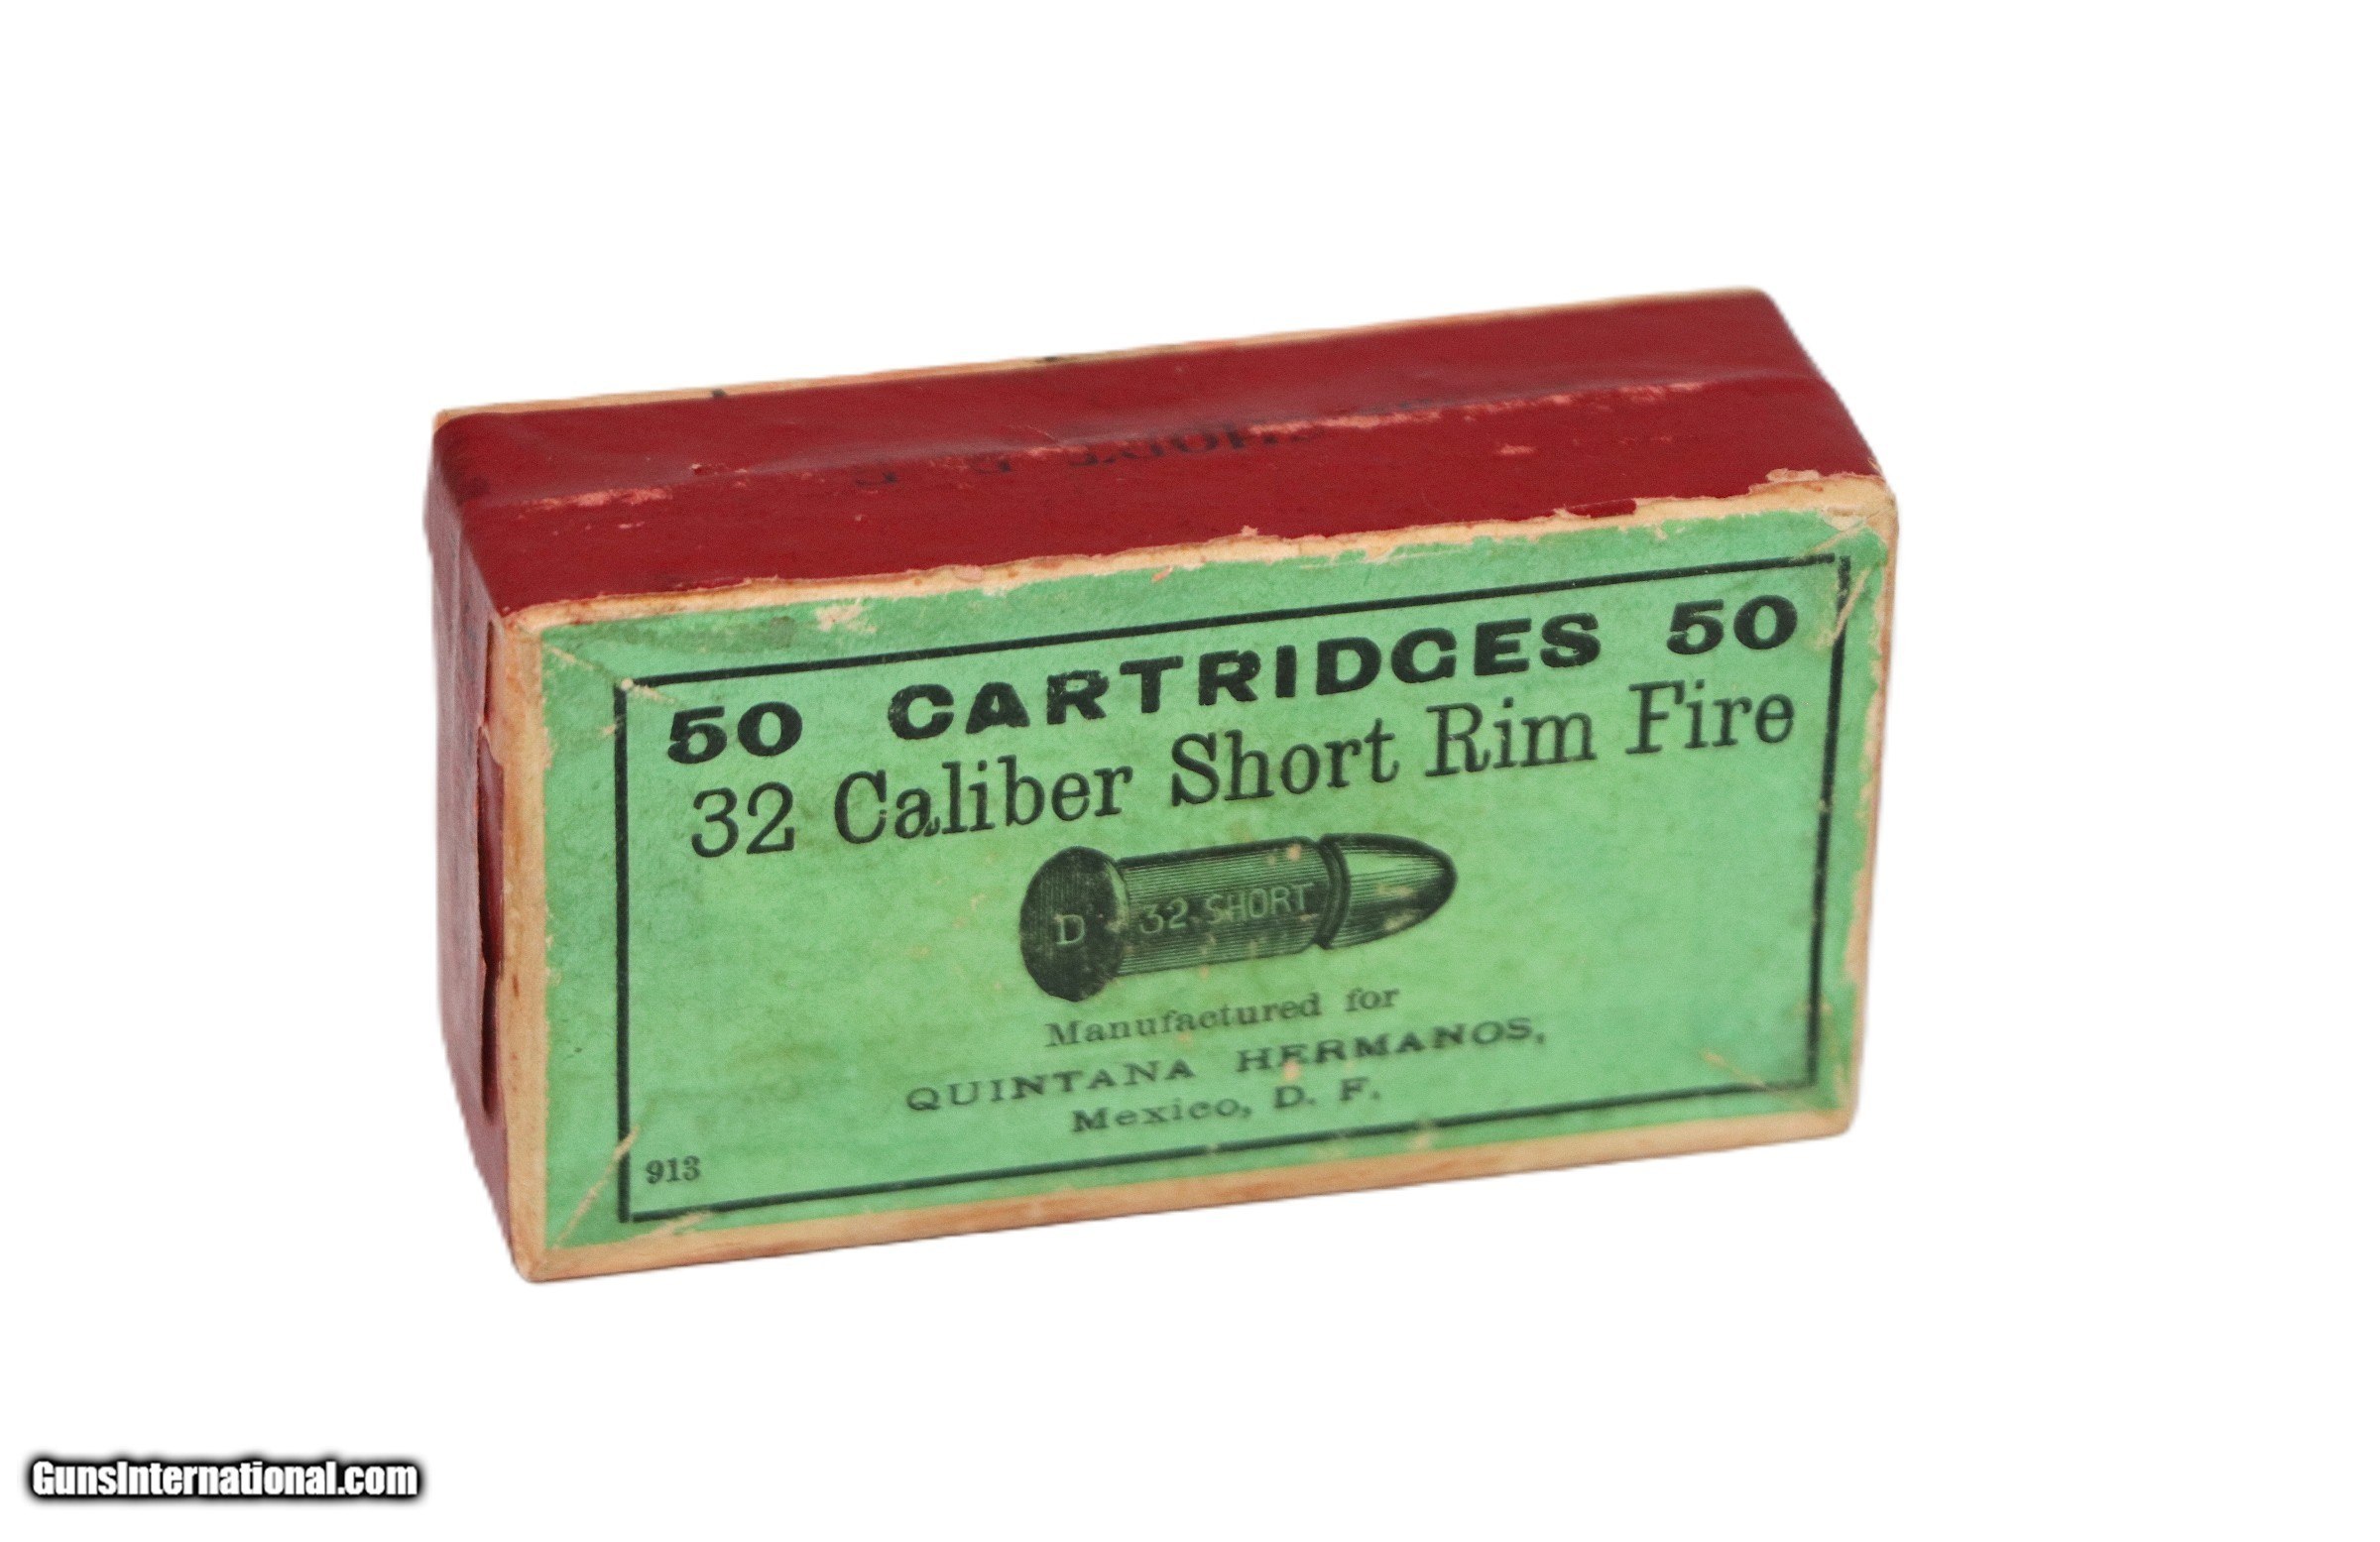 50 CARTRIDGES 50
32 Caliber Short Rim Fire
D 32 SHORT
Manufactured for
QUINTANA HERMANOS,
Mexico, D. F.
913
GunsInternational.com